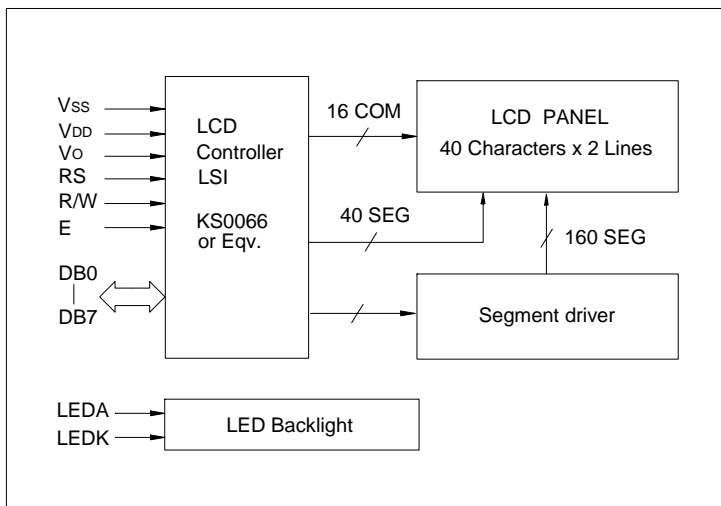 Vss
VDD
Vo
RS
R/W
E
DB0
DB7
LCD
Controller
LSI
KS0066
or Eqv.
16 COM
40 SEG
LCD PANEL
40 Characters x 2 Lines
160 SEG
Segment driver
LEDA
LEDK
LED Backlight